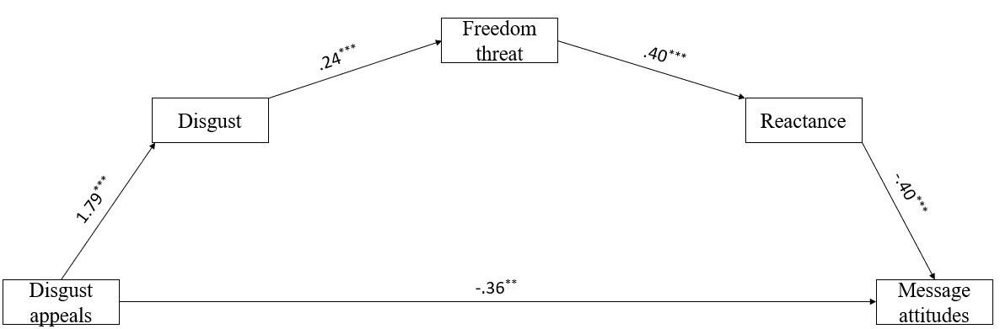 Freedom
threat
.24***
.40***
Disgust
Reactance
1.79***
-.40***
-.36**
Disgust
appeals
Message
attitudes